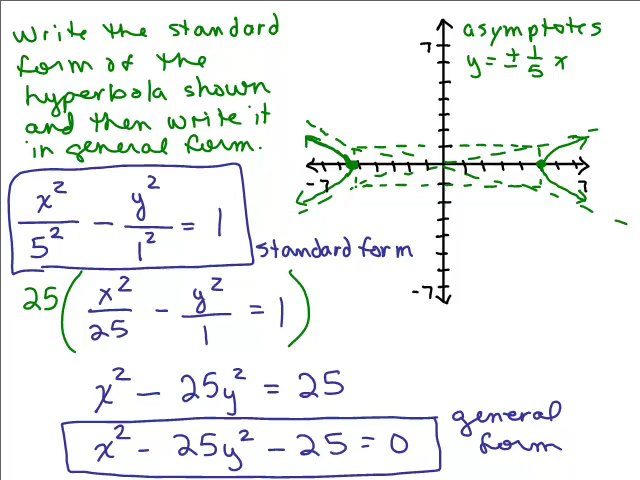 Write the standard
form of the
hyperbola shown
and then write it
in general form.
asymptotes
y = ± 1/5 x
7
-7
7
-7
x²/5² - y²/1² = 1
standard form
25 ( x²/25 - y²/1 = 1 )
x² - 25y² = 25
x² - 25y² - 25 = 0
general
form